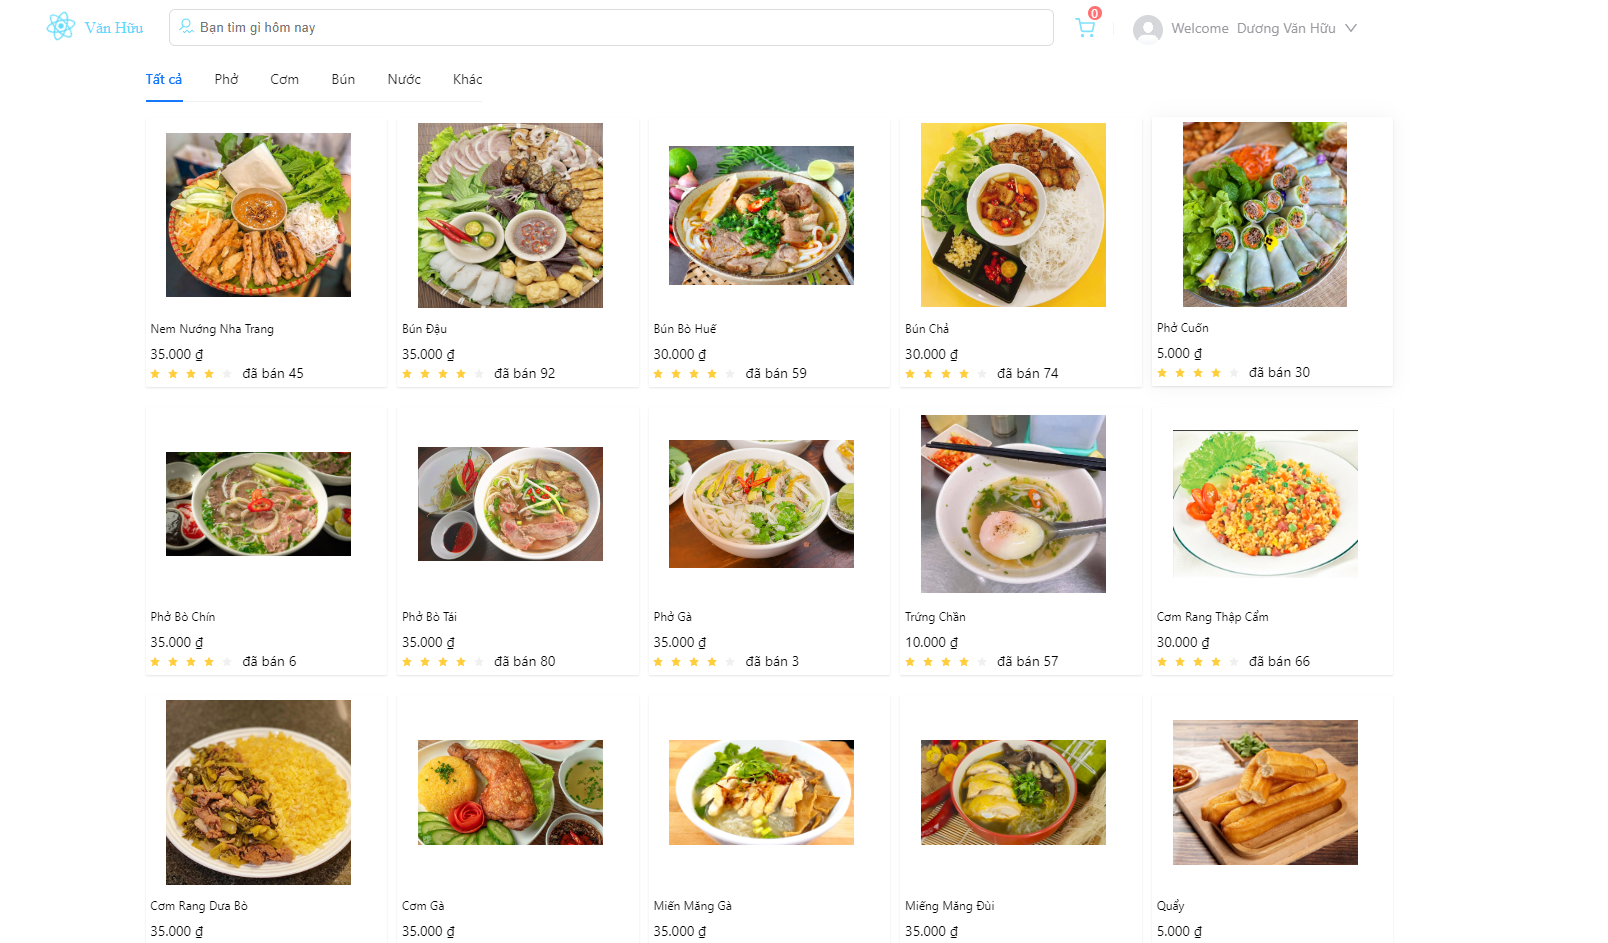 Văn Hữu
Bạn tìm gì hôm nay
0
Welcome Dương Văn Hữu
Tất cả Phở Cơm Bún Nước Khác
Nem Nướng Nha Trang
35.000 ₫
đã bán 45
Bún Đậu
35.000 ₫
đã bán 92
Bún Bò Huế
30.000 ₫
đã bán 59
Bún Chả
30.000 ₫
đã bán 74
Phở Cuốn
5.000 ₫
đã bán 30
Phở Bò Chín
35.000 ₫
đã bán 6
Phở Bò Tái
35.000 ₫
đã bán 80
Phở Gà
35.000 ₫
đã bán 3
Trứng Chần
10.000 ₫
đã bán 57
Cơm Rang Thập Cẩm
30.000 ₫
đã bán 66
Cơm Rang Dưa Bò
35.000 ₫
Cơm Gà
35.000 ₫
Miến Măng Gà
35.000 ₫
Miếng Măng Đùi
35.000 ₫
Quẩy
5.000 ₫